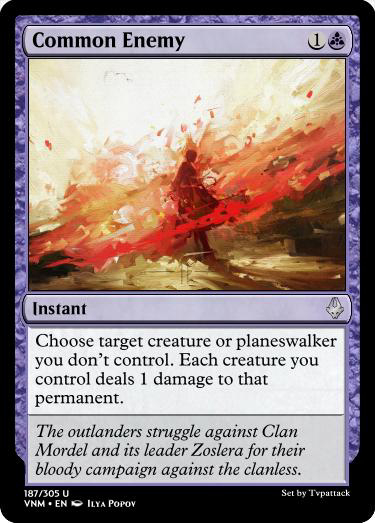 Common Enemy 1
Instant
Choose target creature or planeswalker
you don't control. Each creature you
control deals 1 damage to that
permanent.
The outlanders struggle against Clan
Mordel and its leader Zoslera for their
bloody campaign against the clanless.
187/305 U
VNM • EN Ilya Popov
Set by Tvpattack